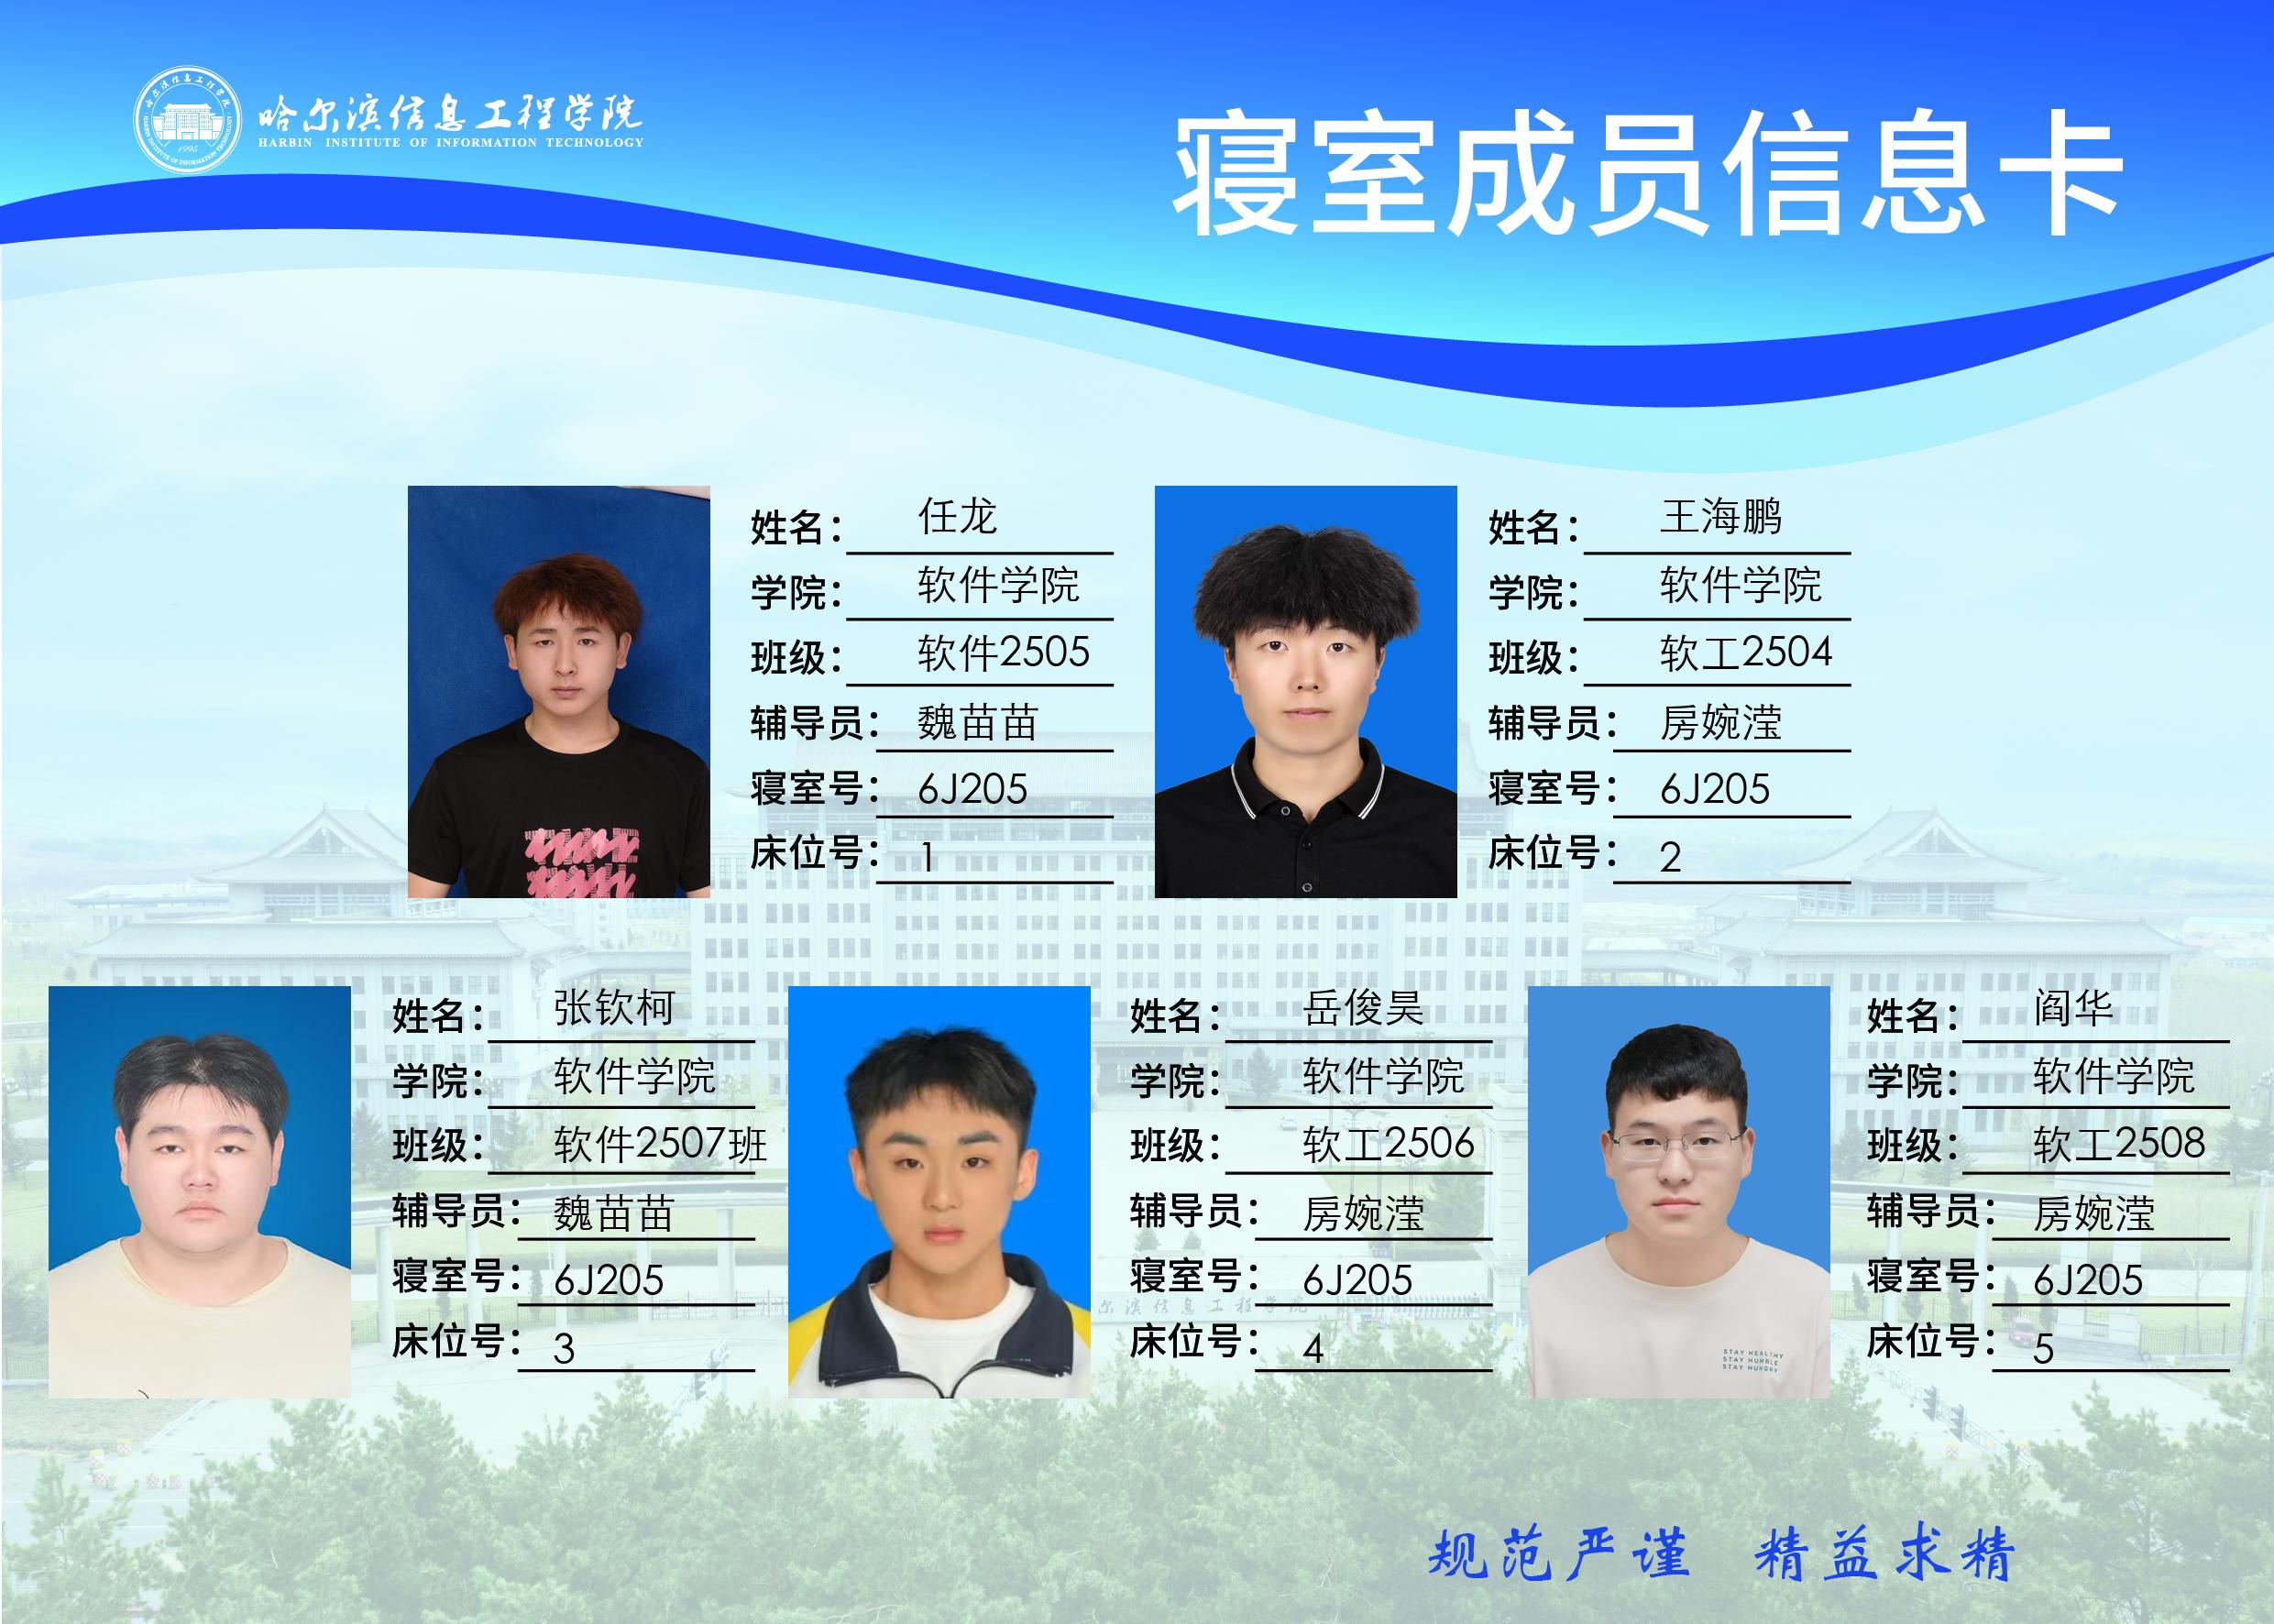 哈尔滨信息工程学院
HARBIN INSTITUTE OF INFORMATION TECHNOLOGY
1995
寝室成员信息卡
姓名：任龙
学院：软件学院
班级：软件2505
辅导员：魏苗苗
寝室号：6J205
床位号：1
姓名：王海鹏
学院：软件学院
班级：软工2504
辅导员：房婉滢
寝室号：6J205
床位号：2
姓名：张钦柯
学院：软件学院
班级：软件2507班
辅导员：魏苗苗
寝室号：6J205
床位号：3
姓名：岳俊昊
学院：软件学院
班级：软工2506
辅导员：房婉滢
寝室号：6J205
床位号：4
STAY HEALTHY
STAY HUMBLE
STAY HUNGRY
姓名：阎华
学院：软件学院
班级：软工2508
辅导员：房婉滢
寝室号：6J205
床位号：5
规范严谨 精益求精